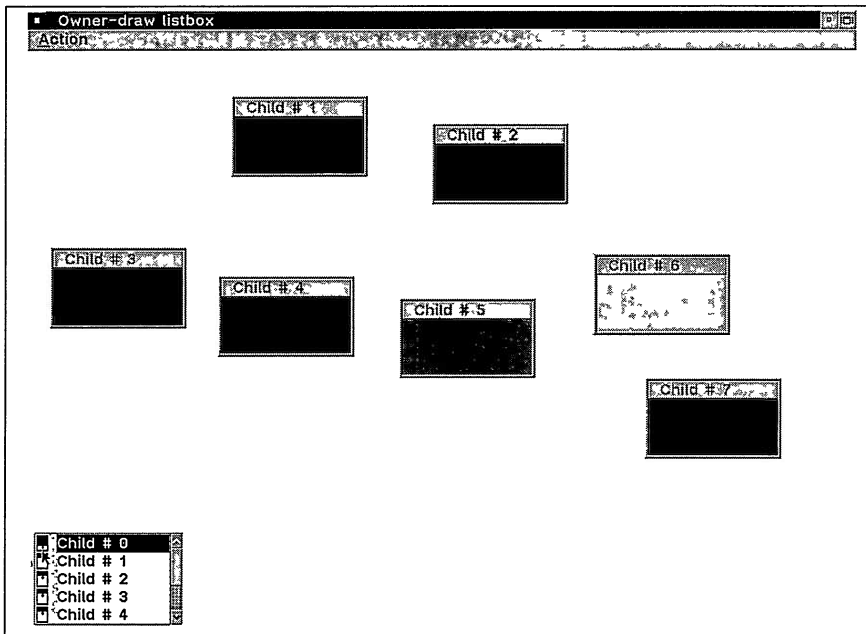 Owner-draw listbox
Action
Child # 1
Child # 2
Child # 3
Child # 4
Child # 5
Child # 6
Child # 7
Child # 0
Child # 1
Child # 2
Child # 3
Child # 4